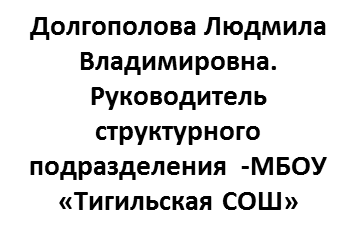 Долгополова Людмила
Владимировна.
Руководитель
структурного
подразделения -МБОУ
«Тигильская СОШ»